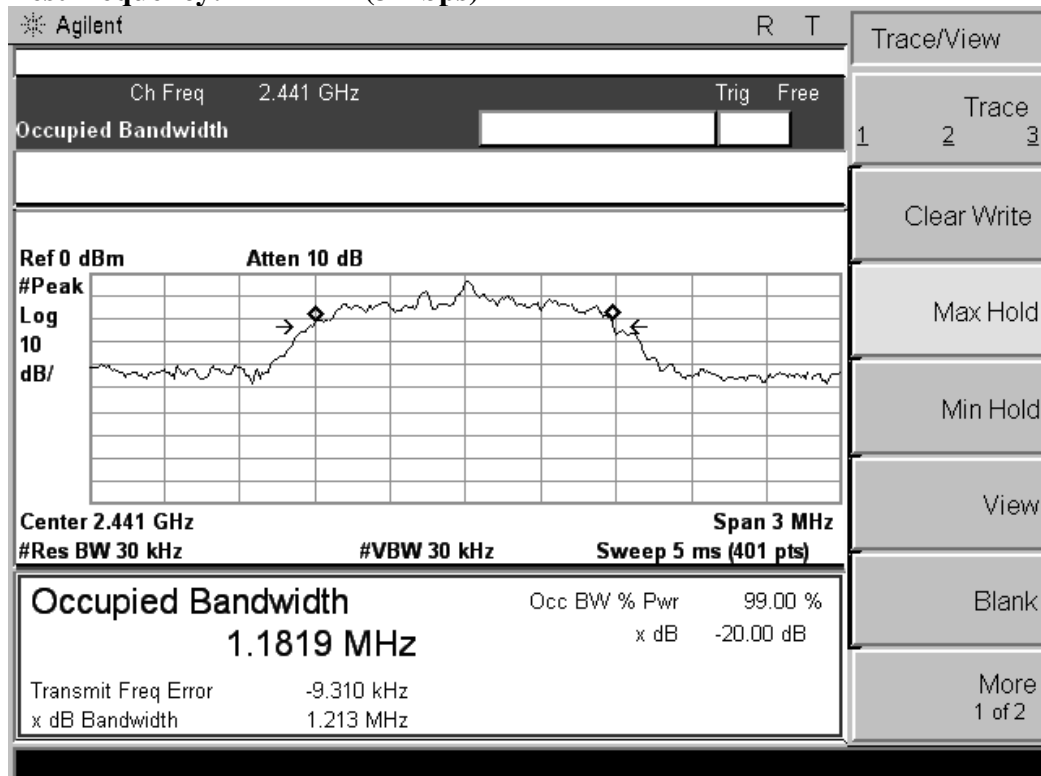 Agilent R T
Trace/View
Ch Freq 2.441 GHz Trig Free
Occupied Bandwidth
Trace
1 2 3
Clear Write
Ref 0 dBm Atten 10 dB
#Peak
Log
10
dB/
Max Hold
Min Hold
View
Center 2.441 GHz Span 3 MHz
#Res BW 30 kHz #VBW 30 kHz Sweep 5 ms (401 pts)
Occupied Bandwidth Occ BW % Pwr 99.00 %
1.1819 MHz x dB -20.00 dB
Blank
Transmit Freq Error -9.310 kHz
x dB Bandwidth 1.213 MHz
More
1 of 2